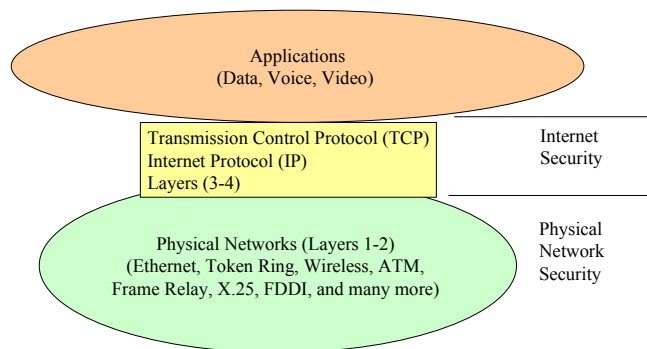 Applications
(Data, Voice, Video)
Transmission Control Protocol (TCP)
Internet Protocol (IP)
Layers (3-4)
Internet
Security
Physical Networks (Layers 1-2)
(Ethernet, Token Ring, Wireless, ATM,
Frame Relay, X.25, FDDI, and many more)
Physical
Network
Security